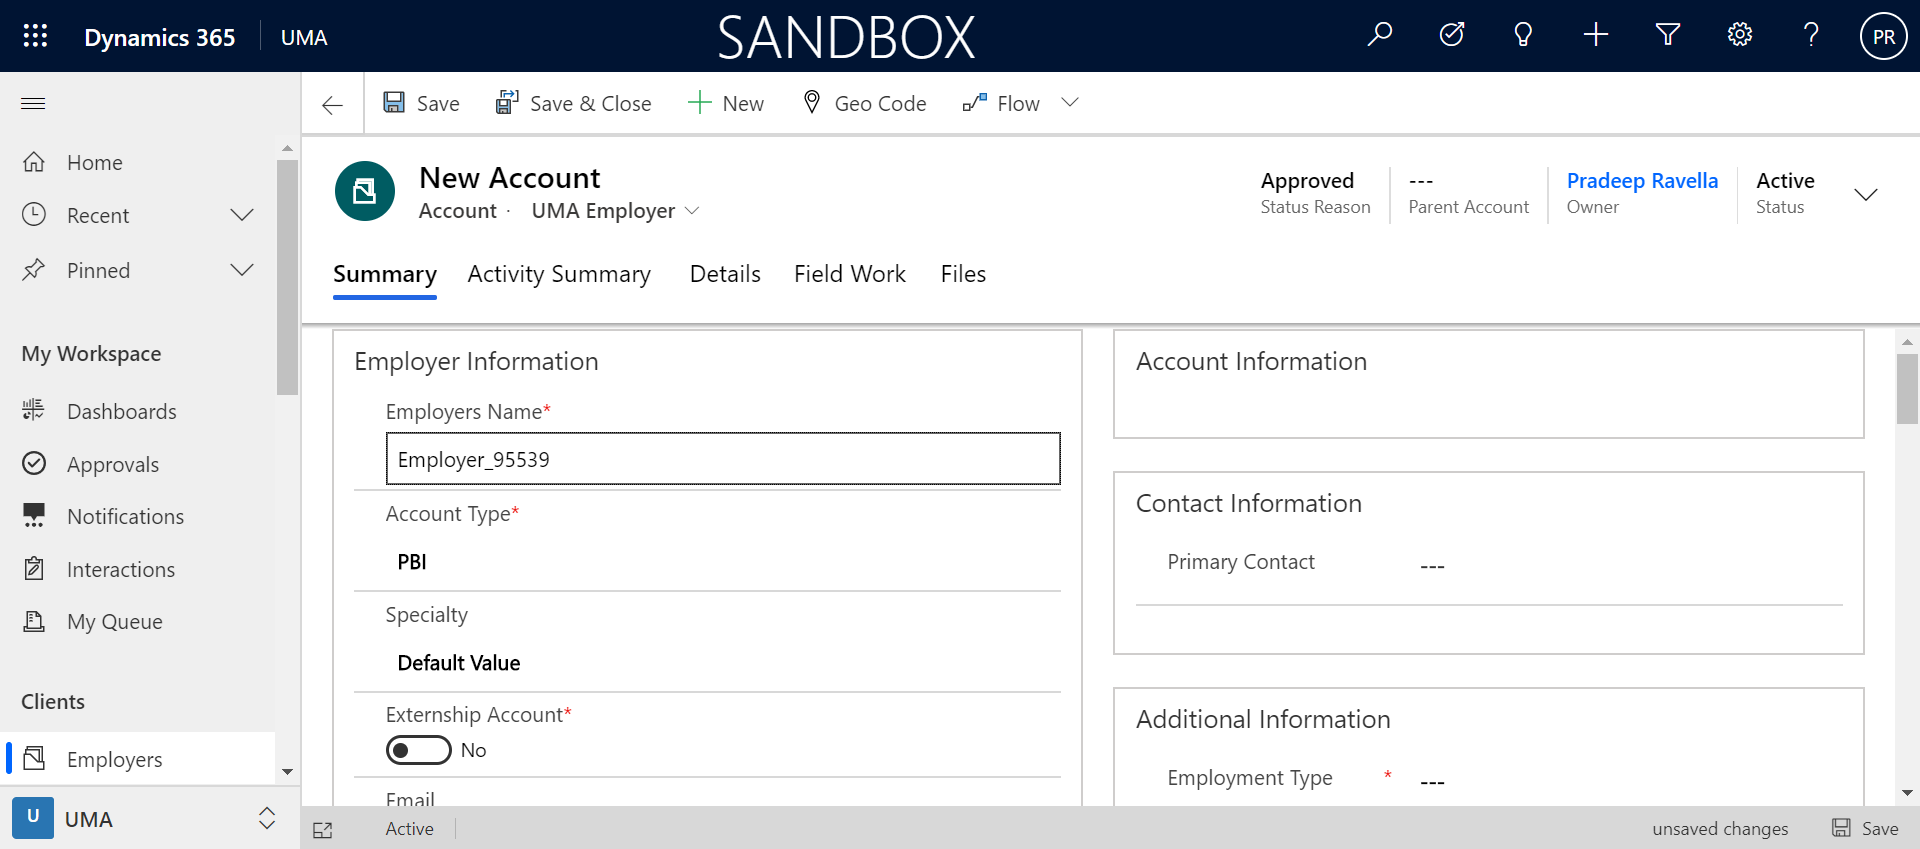 Dynamics 365
UMA
SANDBOX
PR
Save
Save & Close
New
Geo Code
Flow
Home
Recent
Pinned
My Workspace
Dashboards
Approvals
Notifications
Interactions
My Queue
Clients
Employers
U
UMA
New Account
Account · UMA Employer
Approved
Status Reason
---
Parent Account
Pradeep Ravella
Owner
Active
Status
Summary
Activity Summary
Details
Field Work
Files
Employer Information
Employers Name*
Employer_95539
Account Type*
PBI
Specialty
Default Value
Externship Account*
No
Email
Account Information
Contact Information
Primary Contact ---
Additional Information
Employment Type * ---
Active
unsaved changes
Save